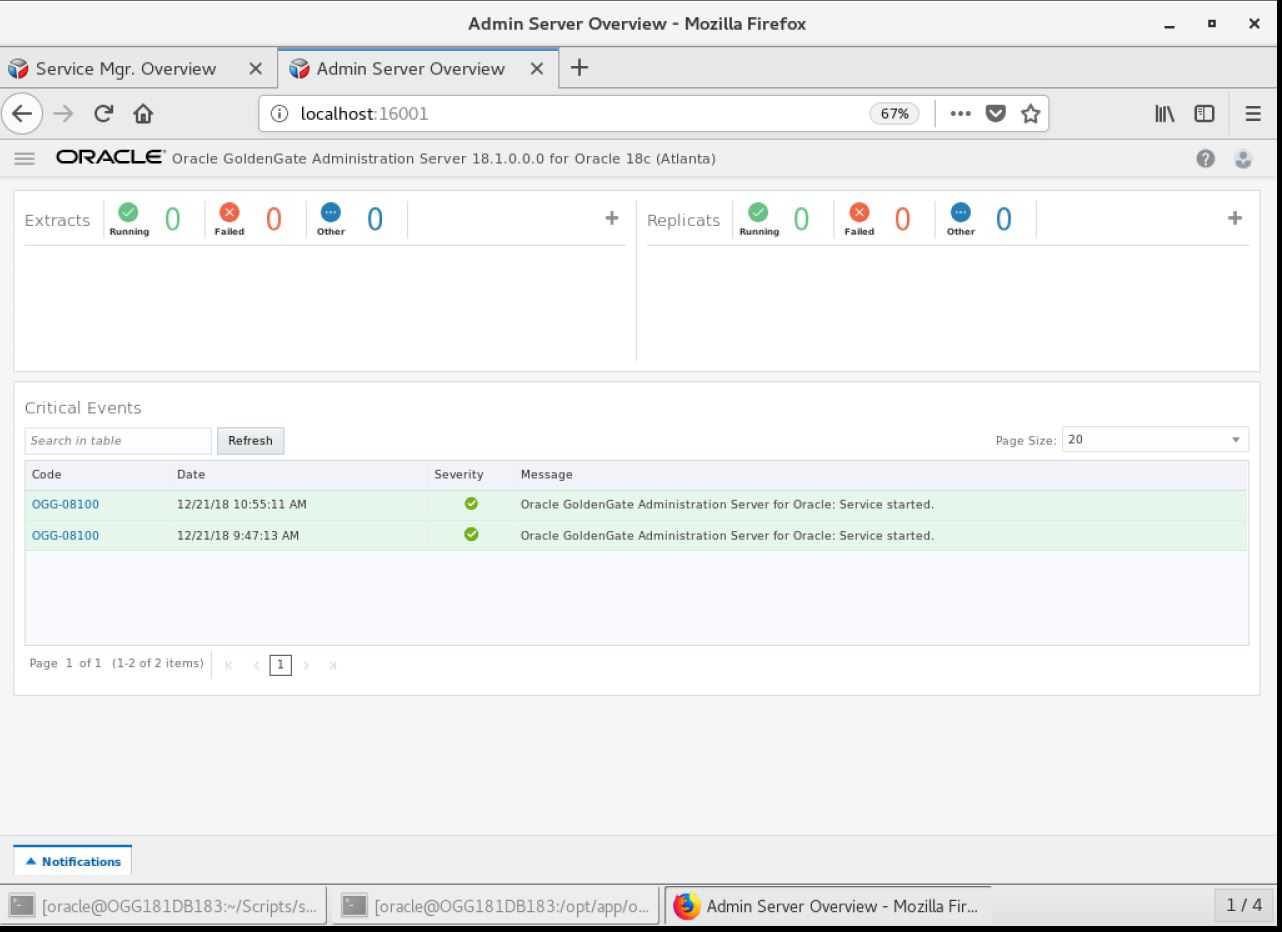 Admin Server Overview - Mozilla Firefox
Service Mgr. Overview
Admin Server Overview
localhost:16001
67%
ORACLE Oracle GoldenGate Administration Server 18.1.0.0.0 for Oracle 18c (Atlanta)
Extracts Running 0 Failed 0 Other 0
Replicats Running 0 Failed 0 Other 0
Critical Events
Search in table Refresh Page Size: 20
Code Date Severity Message
OGG-08100 12/21/18 10:55:11 AM Oracle GoldenGate Administration Server for Oracle: Service started.
OGG-08100 12/21/18 9:47:13 AM Oracle GoldenGate Administration Server for Oracle: Service started.
Page 1 of 1 (1-2 of 2 items) 1
Notifications
[oracle@OGG181DB183:~/Scripts/s... [oracle@OGG181DB183:/opt/app/o... Admin Server Overview - Mozilla Fir... 1 / 4